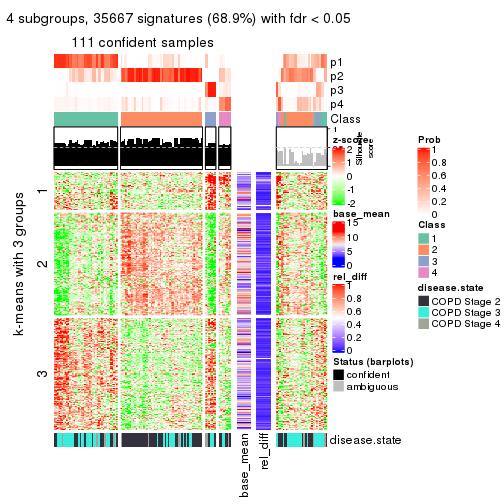 4 subgroups, 35667 signatures (68.9%) with fdr < 0.05
111 confident samples
p1
p2
p3
p4
Class
1
Silhouette score
z-score
2
1
0
-1
-2
base_mean
15
10
5
0
rel_diff
1
0.8
0.6
0.4
0.2
0
Status (barplots)
confident
ambiguous
Prob
1
0.8
0.6
0.4
0.2
0
Class
1
2
3
4
disease.state
COPD Stage 2
COPD Stage 3
COPD Stage 4
k-means with 3 groups
1
2
3
disease.state
base_mean
rel_diff